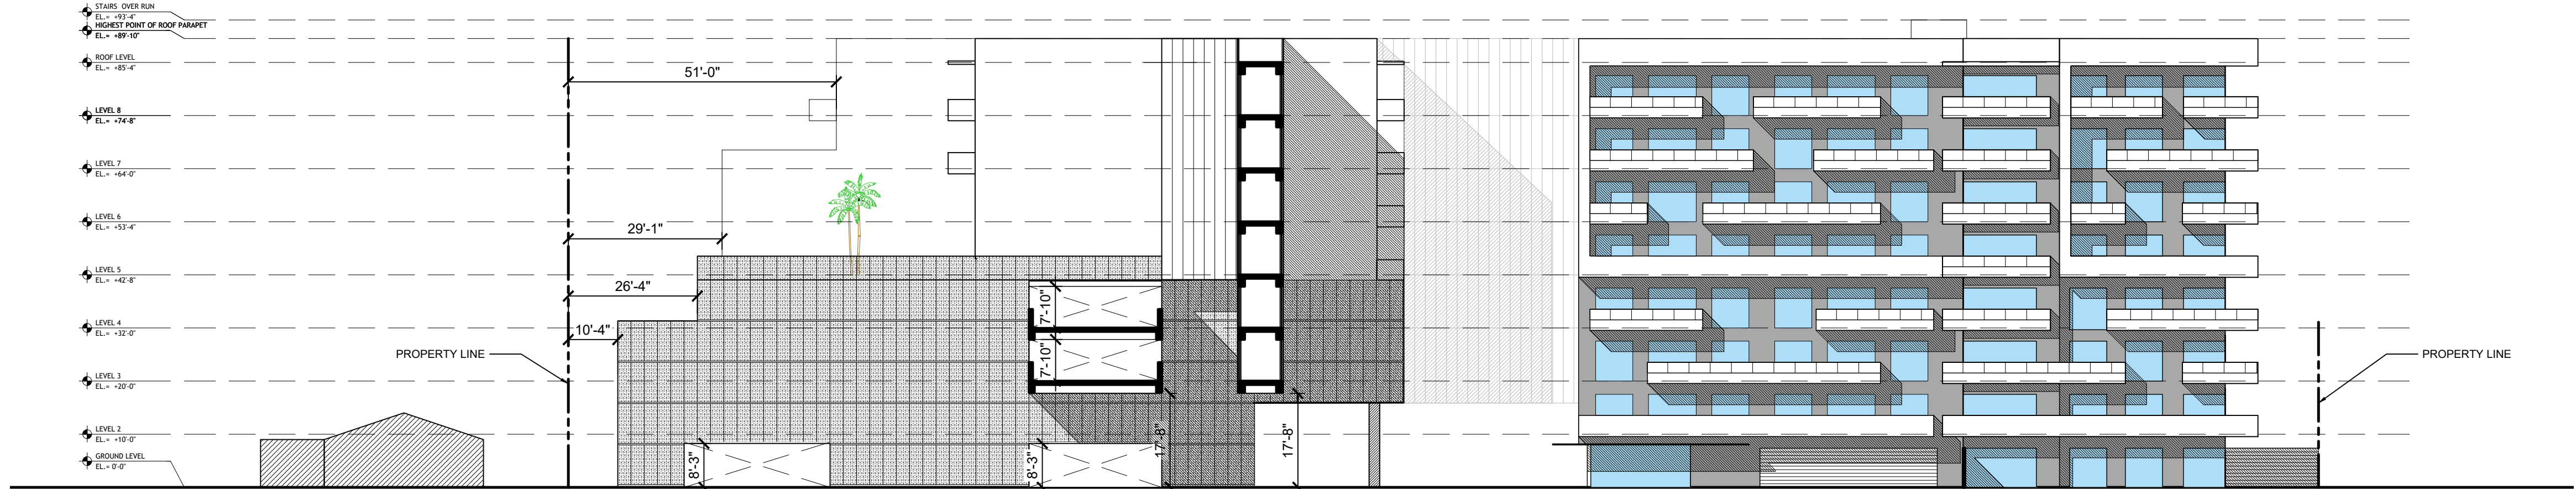 STAIRS OVER RUN
EL.= +93'-4"
HIGHEST POINT OF ROOF PARAPET
EL.= +89'-10"
ROOF LEVEL
EL.= +85'-4"
LEVEL 8
EL.= +74'-8"
LEVEL 7
EL.= +64'-0"
LEVEL 6
EL.= +53'-4"
LEVEL 5
EL.= +42'-8"
LEVEL 4
EL.= +32'-0"
LEVEL 3
EL.= +20'-0"
LEVEL 2
EL.= +10'-0"
GROUND LEVEL
EL.= 0'-0"
51'-0"
29'-1"
26'-4"
10'-4"
PROPERTY LINE
7'-10"
7'-10"
8'-3"
8'-3"
17'-8"
17'-8"
PROPERTY LINE